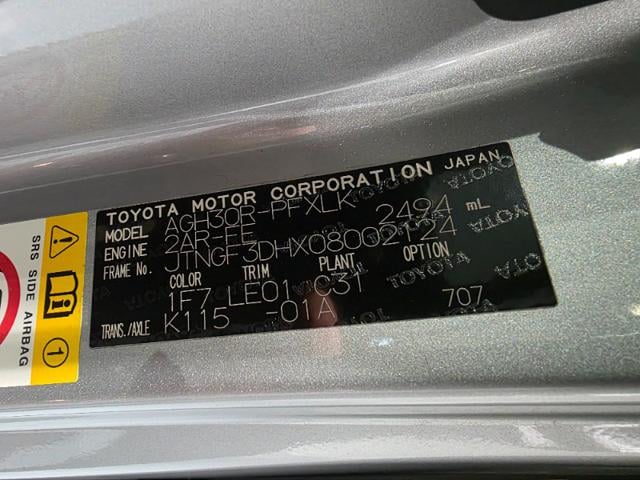 TOYOTA MOTOR CORPORATION JAPAN
MODEL AGH30R-PFXLK
ENGINE 2AR-FE 2494 mL
FRAME NO. JTNGF3DHX08002124
COLOR TRIM PLANT OPTION
1F7 LE01 C31
TRANS./AXLE K115 -01A 707
SRS SIDE AIRBAG
1